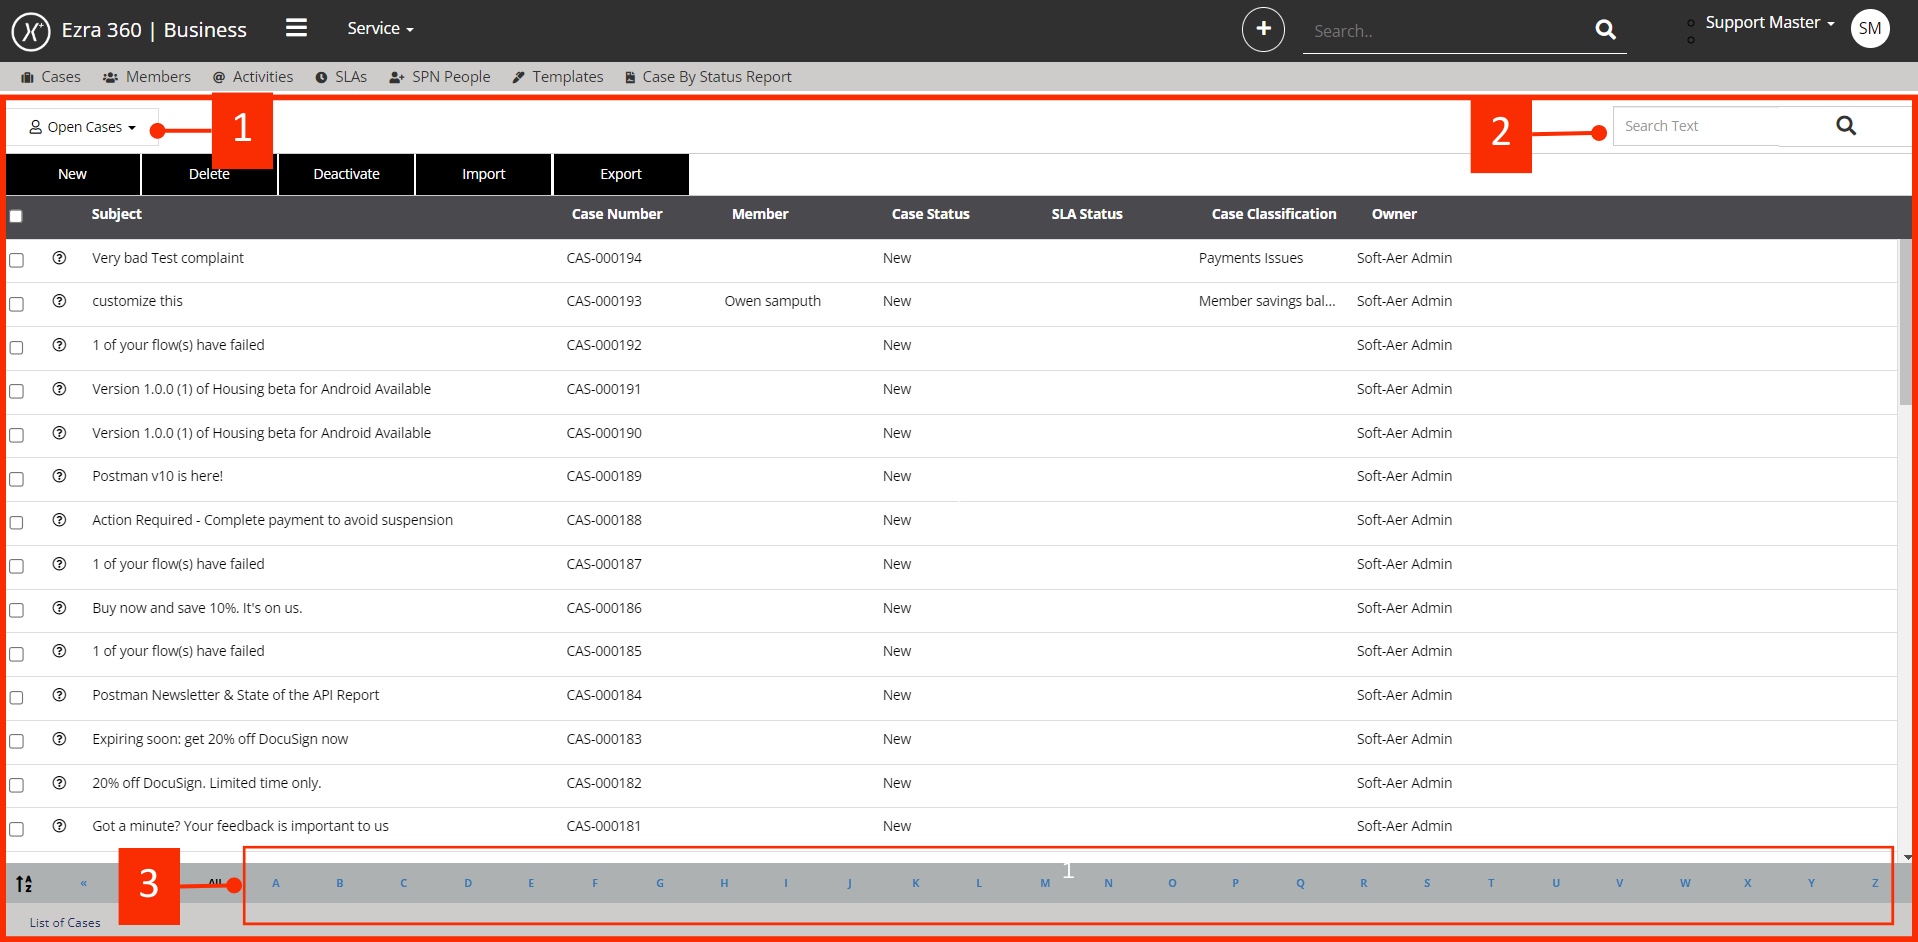 Ezra 360 | Business Service + Search.. Support Master SM
Cases Members Activities SLAs SPN People Templates Case By Status Report
Open Cases 1 2 Search Text
New Delete Deactivate Import Export
Subject Case Number Member Case Status SLA Status Case Classification Owner
Very bad Test complaint CAS-000194 New Payments Issues Soft-Aer Admin
customize this CAS-000193 Owen samputh New Member savings bal... Soft-Aer Admin
1 of your flow(s) have failed CAS-000192 New Soft-Aer Admin
Version 1.0.0 (1) of Housing beta for Android Available CAS-000191 New Soft-Aer Admin
Version 1.0.0 (1) of Housing beta for Android Available CAS-000190 New Soft-Aer Admin
Postman v10 is here! CAS-000189 New Soft-Aer Admin
Action Required - Complete payment to avoid suspension CAS-000188 New Soft-Aer Admin
1 of your flow(s) have failed CAS-000187 New Soft-Aer Admin
Buy now and save 10%. It's on us. CAS-000186 New Soft-Aer Admin
1 of your flow(s) have failed CAS-000185 New Soft-Aer Admin
Postman Newsletter & State of the API Report CAS-000184 New Soft-Aer Admin
Expiring soon: get 20% off DocuSign now CAS-000183 New Soft-Aer Admin
20% off DocuSign. Limited time only. CAS-000182 New Soft-Aer Admin
Got a minute? Your feedback is important to us CAS-000181 New Soft-Aer Admin
« 3 All A B C D E F G H I J K L M 1 N O P Q R S T U V W X Y Z
List of Cases